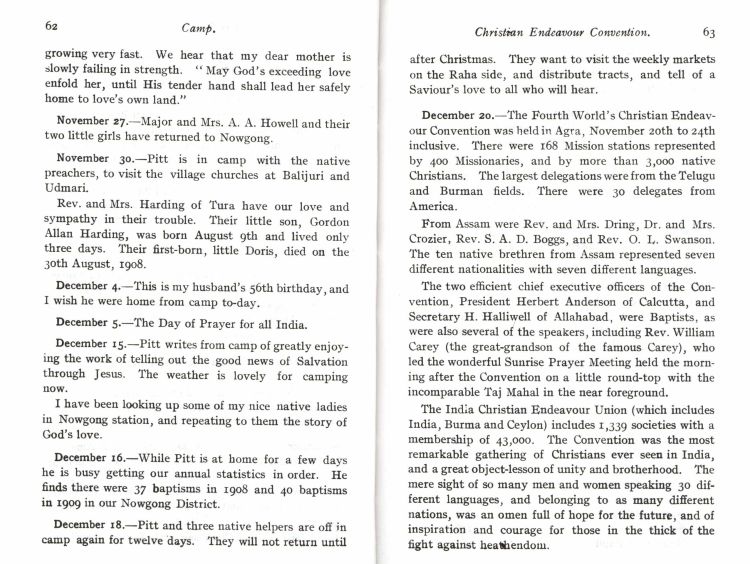 62
Camp.
growing very fast. We hear that my dear mother is
slowly failing in strength. “ May God’s exceeding love
enfold her, until His tender hand shall lead her safely
home to love’s own land.”
November 27.—Major and Mrs. A. A. Howell and their
two little girls have returned to Nowgong.
November 30.—Pitt is in camp with the native
preachers, to visit the village churches at Balijuri and
Udmari.
Rev. and Mrs. Harding of Tura have our love and
sympathy in their trouble. Their little son, Gordon
Allan Harding, was born August 9th and lived only
three days. Their first-born, little Doris, died on the
30th August, 1908.
December 4.—This is my husband’s 56th birthday, and
I wish he were home from camp to-day.
December 5.—The Day of Prayer for all India.
December 15.—Pitt writes from camp of greatly enjoy-
ing the work of telling out the good news of Salvation
through Jesus. The weather is lovely for camping
now.
I have been looking up some of my nice native ladies
in Nowgong station, and repeating to them the story of
God’s love.
December 16.—While Pitt is at home for a few days
he is busy getting our annual statistics in order. He
finds there were 37 baptisms in 1908 and 40 baptisms
in 1909 in our Nowgong District.
December 18.—Pitt and three native helpers are off in
camp again for twelve days. They will not return until
Christian Endeavour Convention.
63
after Christmas. They want to visit the weekly markets
on the Raha side, and distribute tracts, and tell of a
Saviour’s love to all who will hear.
December 20.—The Fourth World’s Christian Endeav-
our Convention was held in Agra, November 20th to 24th
inclusive. There were 168 Mission stations represented
by 400 Missionaries, and by more than 3,000 native
Christians. The largest delegations were from the Telugu
and Burman fields. There were 30 delegates from
America.
From Assam were Rev. and Mrs. Dring, Dr. and Mrs.
Crozier, Rev. S. A. D. Boggs, and Rev. O. L. Swanson.
The ten native brethren from Assam represented seven
different nationalities with seven different languages.
The two efficient chief executive officers of the Con-
vention, President Herbert Anderson of Calcutta, and
Secretary H. Halliwell of Allahabad, were Baptists, as
were also several of the speakers, including Rev. William
Carey (the great-grandson of the famous Carey), who
led the wonderful Sunrise Prayer Meeting held the morn-
ing after the Convention on a little round-top with the
incomparable Taj Mahal in the near foreground.
The India Christian Endeavour Union (which includes
India, Burma and Ceylon) includes 1,339 societies with a
membership of 43,000. The Convention was the most
remarkable gathering of Christians ever seen in India,
and a great object-lesson of unity and brotherhood. The
mere sight of so many men and women speaking 30 dif-
ferent languages, and belonging to as many different
nations, was an omen full of hope for the future, and of
inspiration and courage for those in the thick of the
fight against heathendom.